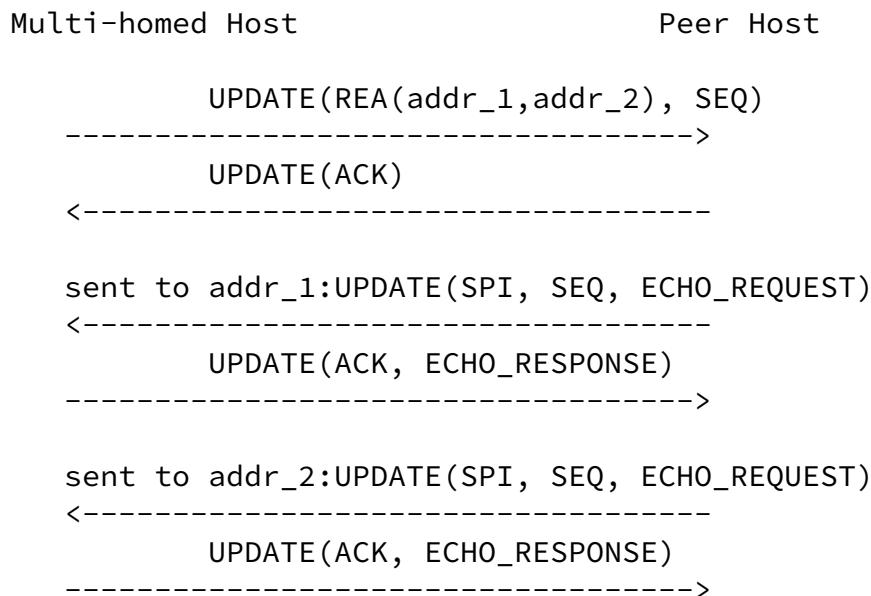 Multi-homed Host                    Peer Host
UPDATE(REA(addr_1,addr_2), SEQ)
----------------------------------->
UPDATE(ACK)
<-----------------------------------
sent to addr_1:UPDATE(SPI, SEQ, ECHO_REQUEST)
<-----------------------------------
UPDATE(ACK, ECHO_RESPONSE)
----------------------------------->
sent to addr_2:UPDATE(SPI, SEQ, ECHO_REQUEST)
<-----------------------------------
UPDATE(ACK, ECHO_RESPONSE)
----------------------------------->